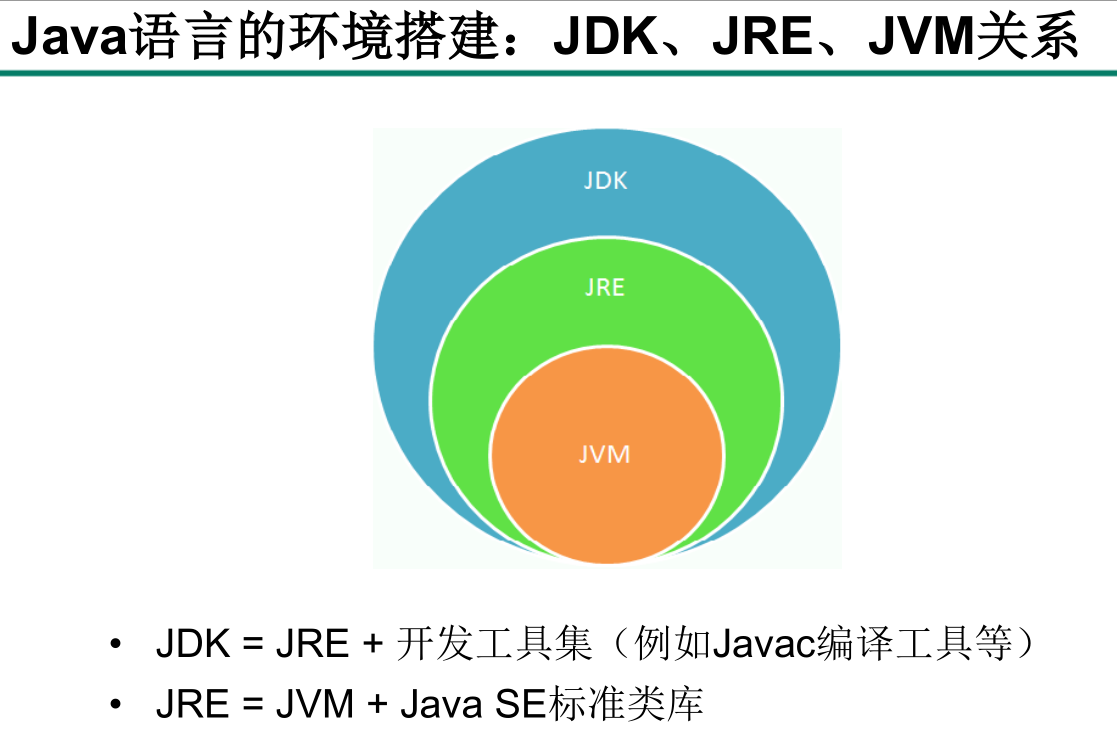 Java语言的环境搭建：JDK、JRE、JVM关系
JDK
JRE
JVM
• JDK = JRE + 开发工具集（例如Javac编译工具等）
• JRE = JVM + Java SE标准类库